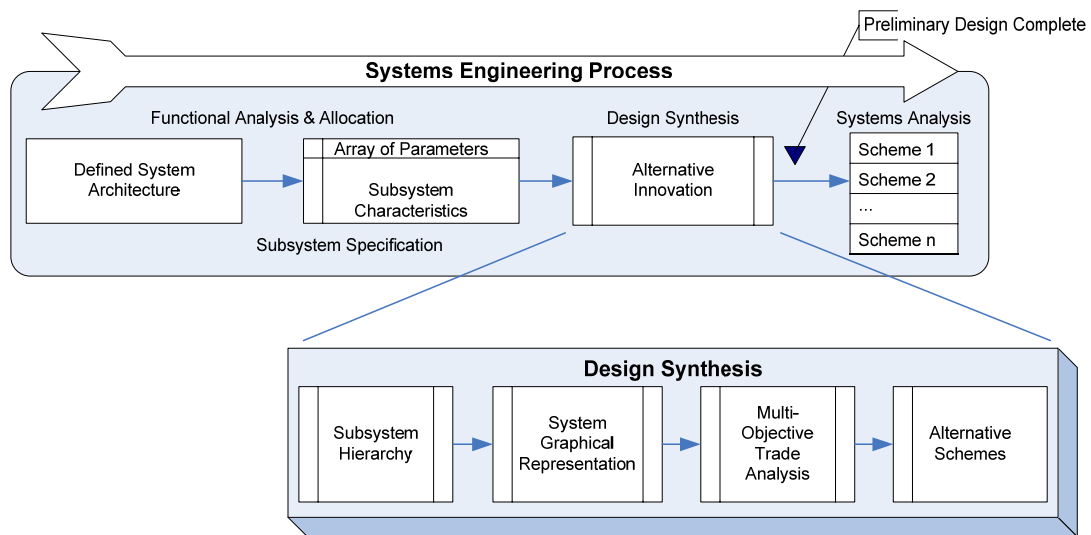 Preliminary Design Complete
Systems Engineering Process
Functional Analysis & Allocation
Design Synthesis
Systems Analysis
Defined System
Architecture
Array of Parameters
Subsystem
Characteristics
Alternative
Innovation
Scheme 1
Scheme 2
...
Scheme n
Subsystem Specification
Design Synthesis
Subsystem
Hierarchy
System
Graphical
Representation
Multi-
Objective
Trade
Analysis
Alternative
Schemes